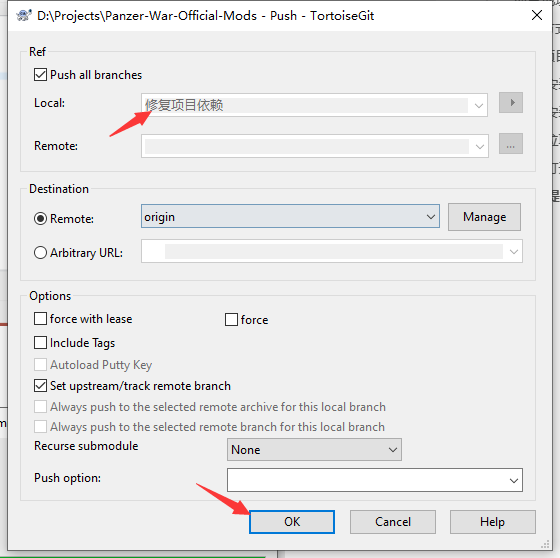 D:\Projects\Panzer-War-Official-Mods - Push - TortoiseGit
Ref
Push all branches
Local:
修复项目依赖
Remote:
...
Destination
Remote:
origin
Manage
Arbitrary URL:
Options
force with lease
force
Include Tags
Autoload Putty Key
Set upstream/track remote branch
Always push to the selected remote archive for this local branch
Always push to the selected remote branch for this local branch
Recurse submodule
None
Push option:
OK
Cancel
Help